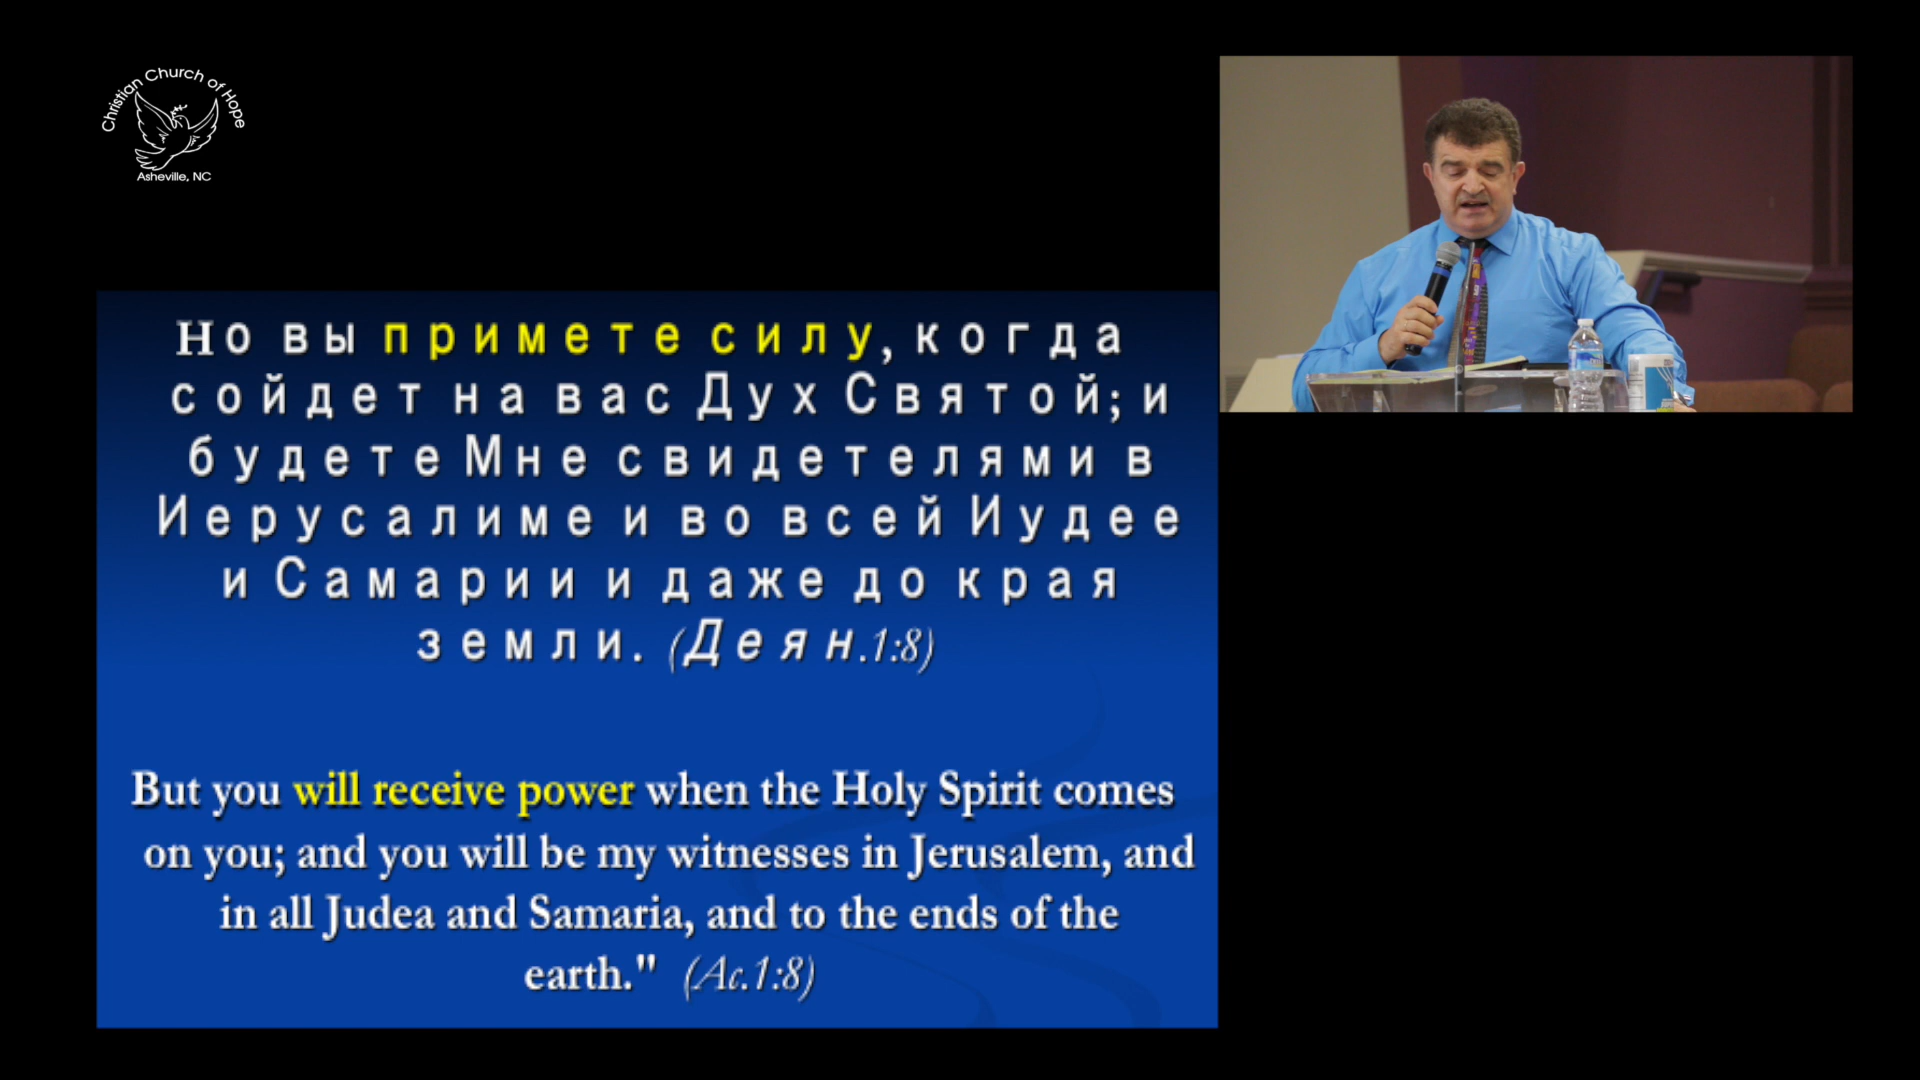 Christian Church of Hope
Asheville, NC
Но вы примете силу, когда
сойдет на вас Дух Святой; и
будете Мне свидетелями в
Иерусалиме и во всей Иудее
и Самарии и даже до края
земли. (Деян.1:8)
But you will receive power when the Holy Spirit comes
on you; and you will be my witnesses in Jerusalem, and
in all Judea and Samaria, and to the ends of the
earth." (Ac.1:8)